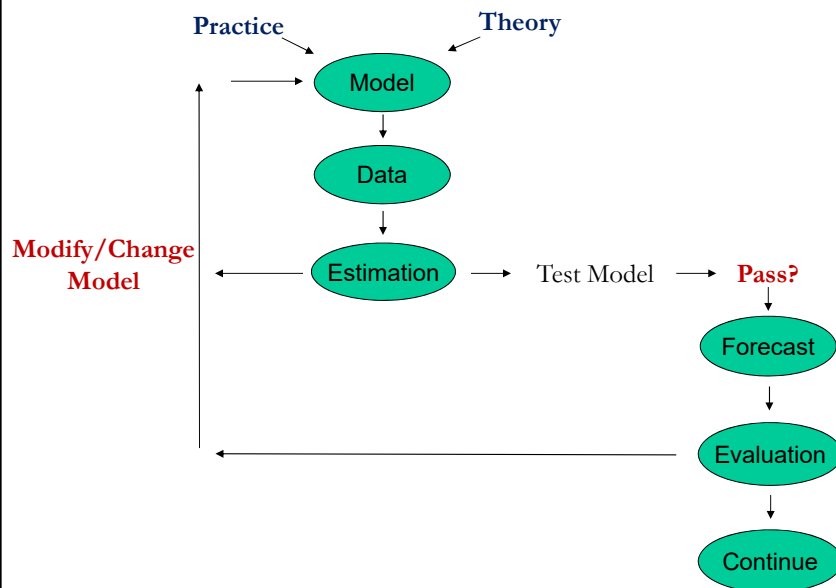 Practice
Theory
Model
Data
Modify/Change
Model
Estimation
Test Model
Pass?
Forecast
Evaluation
Continue